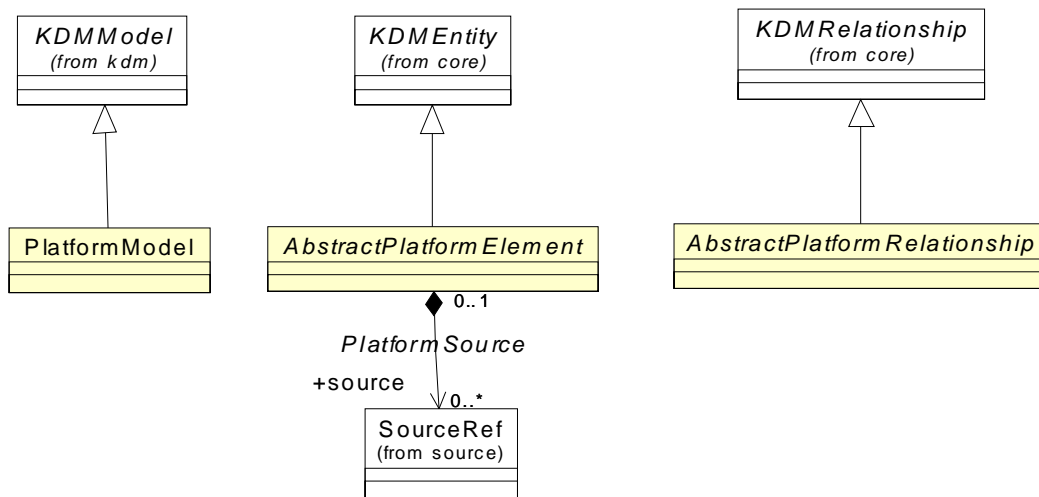 KDMModel
(from kdm)
KDMEntity
(from core)
KDMRelationship
(from core)
PlatformModel
AbstractPlatformElement
AbstractPlatformRelationship
0..1
PlatformSource
+source
0..*
SourceRef
(from source)